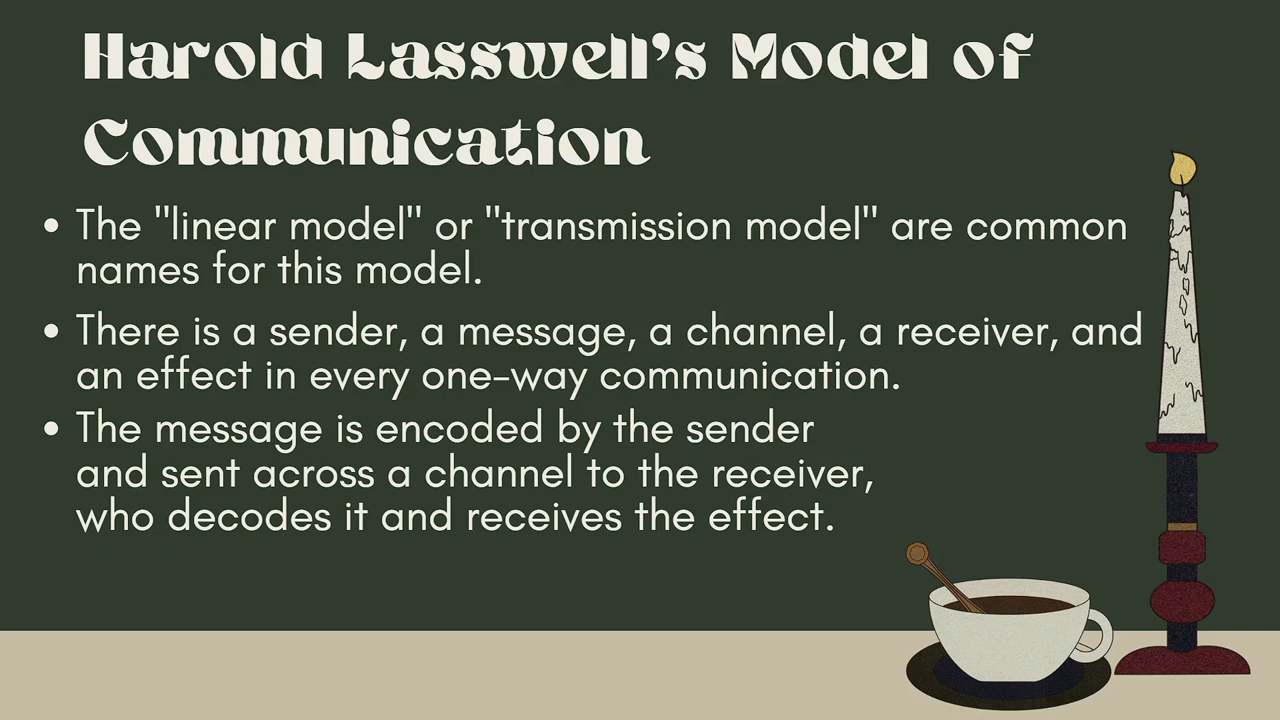 Harold Lasswell's Model of
Communication
• The "linear model" or "transmission model" are common
names for this model.
• There is a sender, a message, a channel, a receiver, and
an effect in every one-way communication.
• The message is encoded by the sender
and sent across a channel to the receiver,
who decodes it and receives the effect.